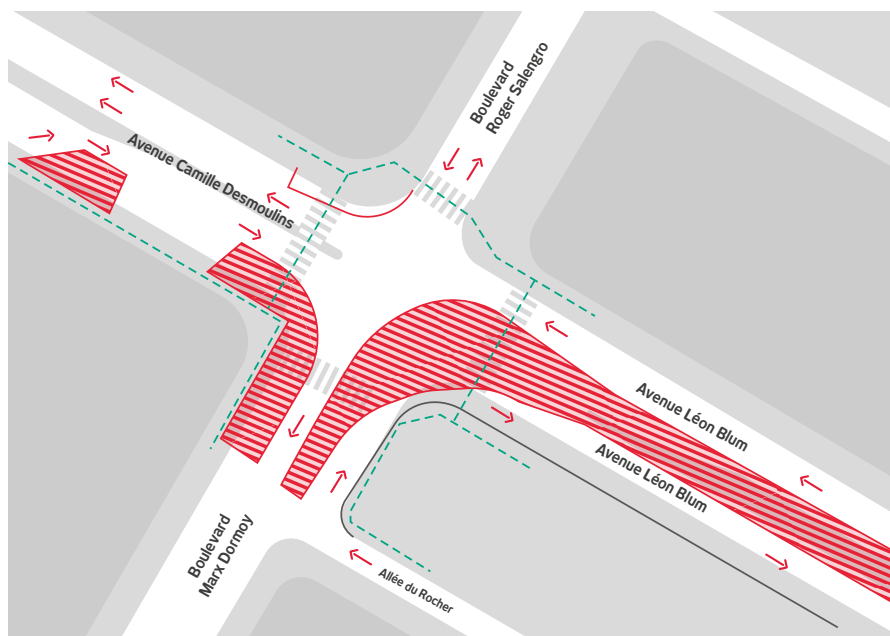 Boulevard
Roger Salengro
Avenue Camille Desmoulins
Avenue Léon Blum
Avenue Léon Blum
Boulevard
Marx Dormoy
Allée du Rocher